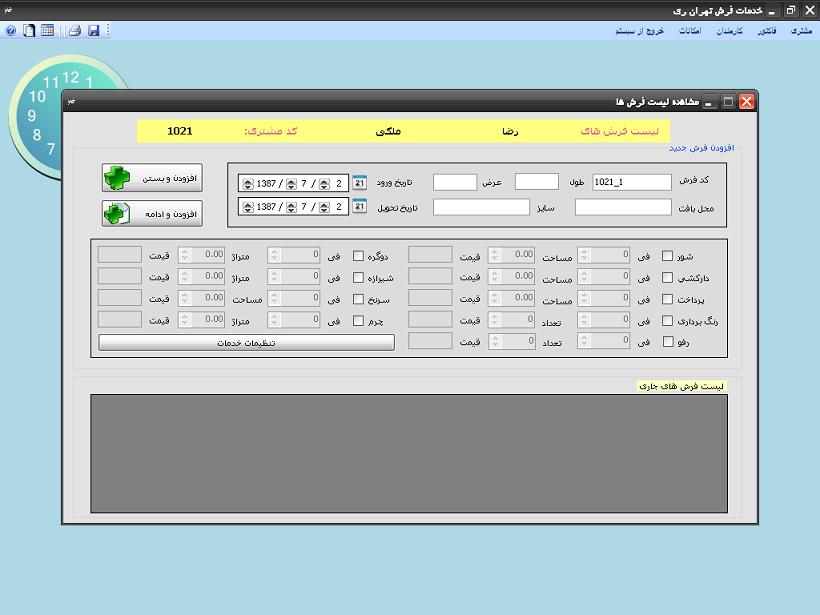 خدمات فرش تهران ری
مشتری فاکتور کارمندان امکانات خروج از سیستم
11 12 1
10
9
8
7
مشاهده لیست فرش ها
لیست فرش های رضا ملکی کد مشتری: 1021
افزودن فرش جدید
کد فرش 1021_1 طول عرض تاریخ ورود 21 1387 / 7 / 2 افزودن و بستن
محل بافت سایز تاریخ تحویل 21 1387 / 7 / 2 افزودن و ادامه
شور فی 0 مساحت 0.00 قیمت دوگره فی 0 متراژ 0.00 قیمت
دارکشی فی 0 مساحت 0.00 قیمت شیرازه فی 0 متراژ 0.00 قیمت
پرداخت فی 0 مساحت 0.00 قیمت سرنخ فی 0 مساحت 0.00 قیمت
رنگ برداری فی 0 تعداد 0 قیمت چرم فی 0 متراژ 0.00 قیمت
رفو فی 0 تعداد 0 قیمت تنظیمات خدمات
لیست فرش های جاری